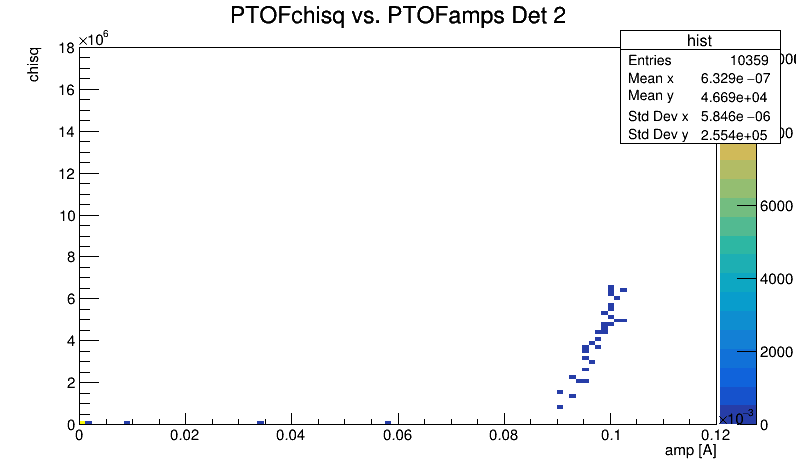 PTOFchisq vs. PTOFamps Det 2
×10⁶
chisq
hist
Entries 10359
Mean x 6.329e−07
Mean y 4.669e+04
Std Dev x 5.846e−06
Std Dev y 2.554e+05
18
16
14
12
10
8
6
4
2
0
6000
4000
2000
0
×10⁻³
0 0.02 0.04 0.06 0.08 0.1 0.12
amp [A]